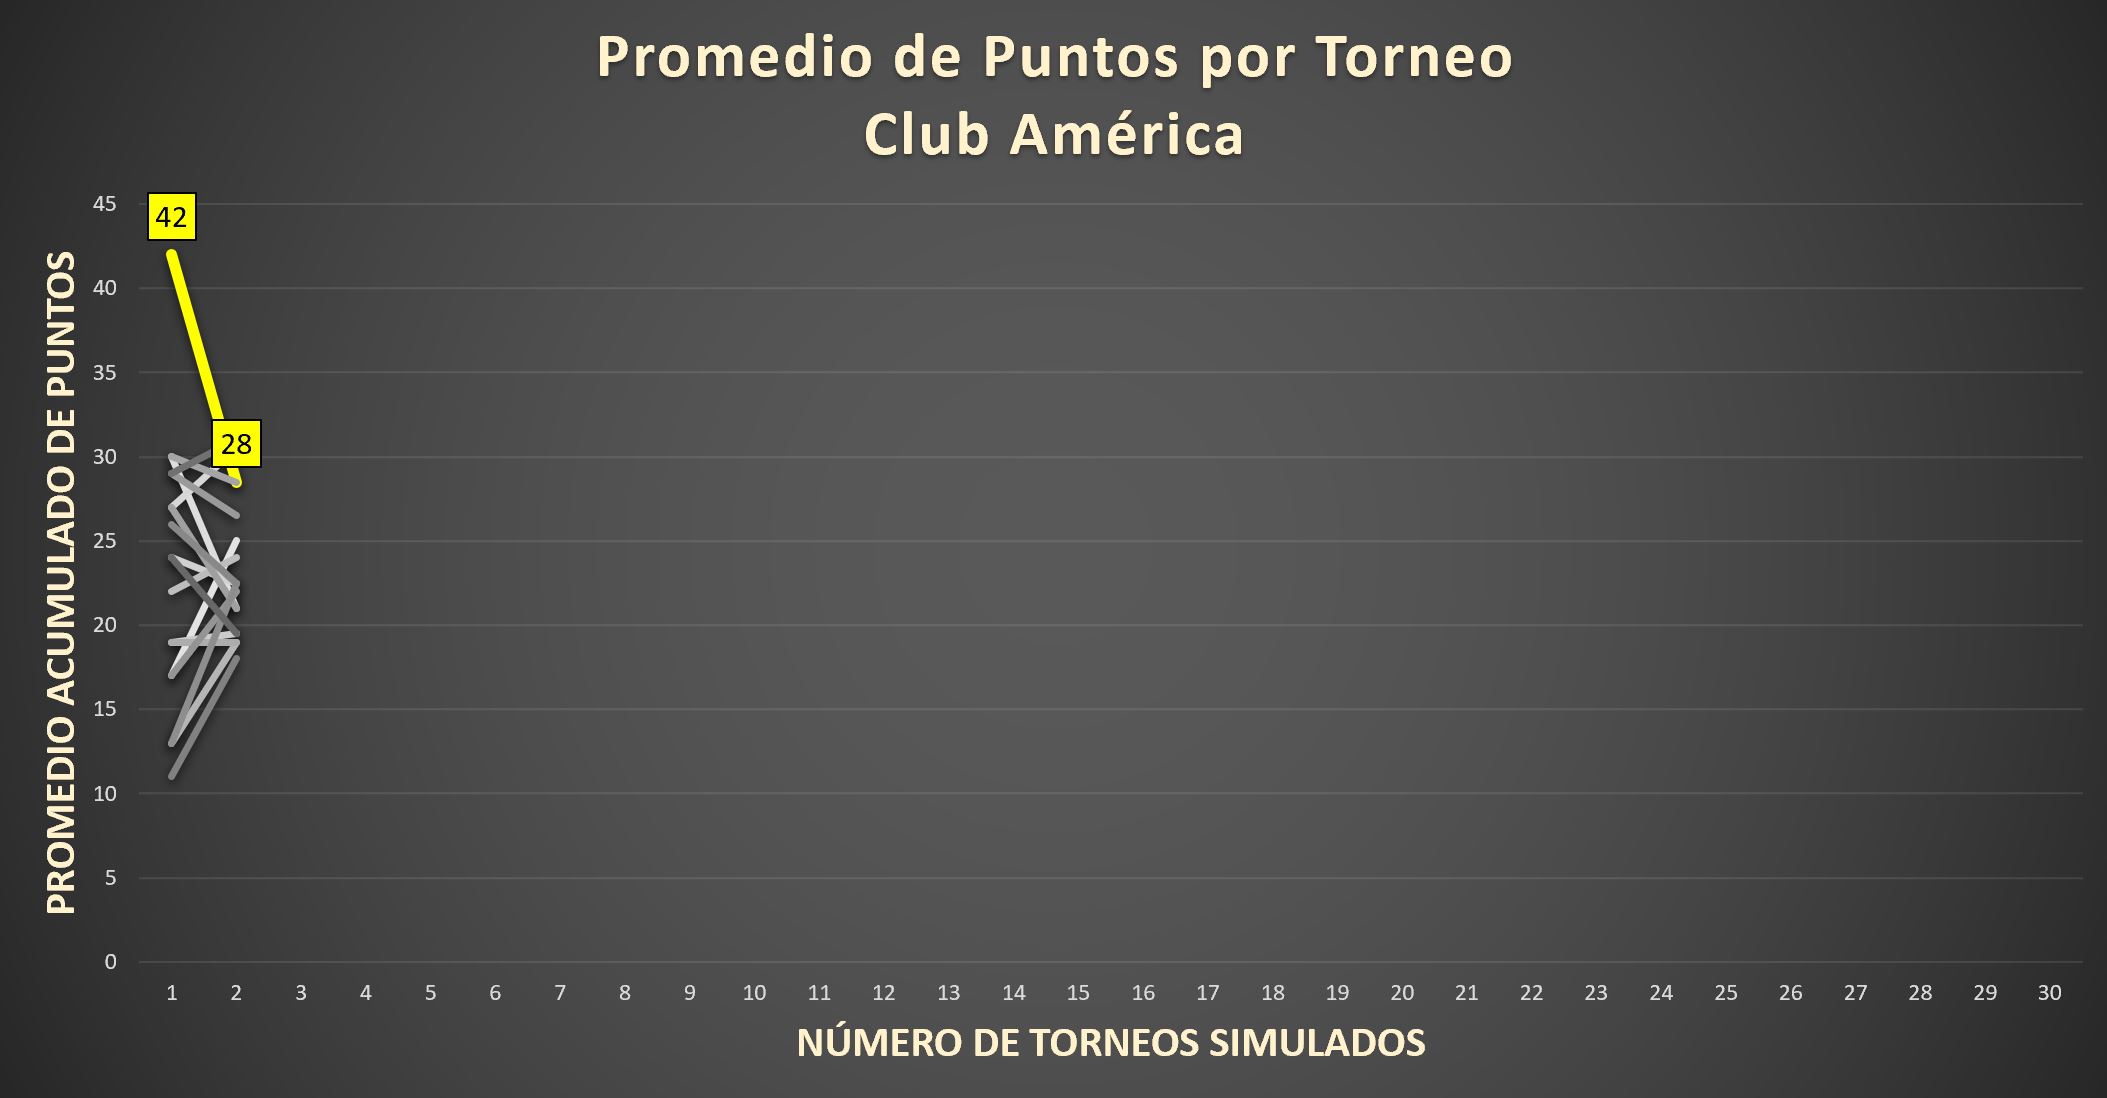 Promedio de Puntos por Torneo
Club América
PROMEDIO ACUMULADO DE PUNTOS
45
40
35
30
25
20
15
10
5
0
42
28
1 2 3 4 5 6 7 8 9 10 11 12 13 14 15 16 17 18 19 20 21 22 23 24 25 26 27 28 29 30
NÚMERO DE TORNEOS SIMULADOS